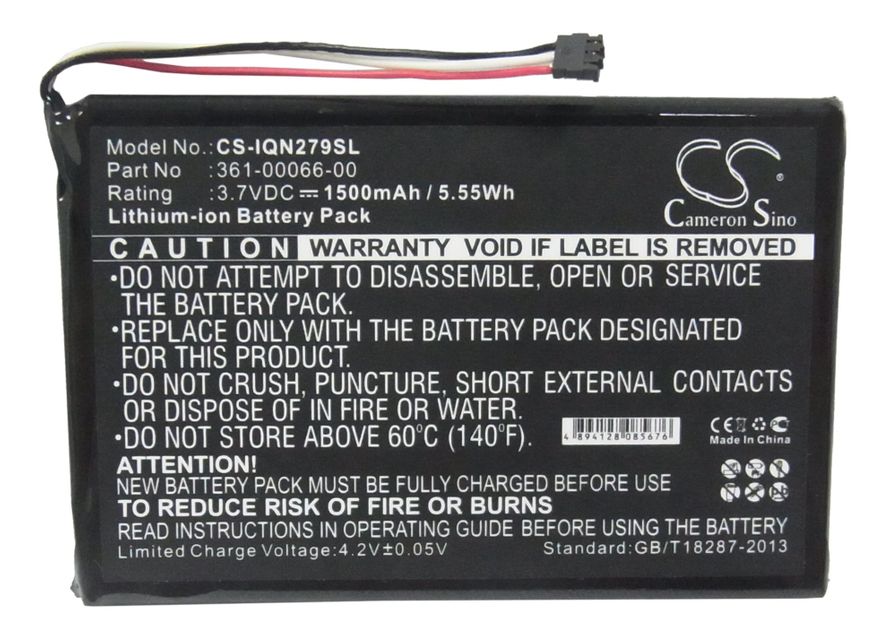 Model No.: CS-IQN279SL
Part No : 361-00066-00
Rating : 3.7VDC ⎓ 1500mAh / 5.55Wh
Lithium-ion Battery Pack
CS ®
Cameron Sino
CAUTION WARRANTY VOID IF LABEL IS REMOVED
•DO NOT ATTEMPT TO DISASSEMBLE, OPEN OR SERVICE
THE BATTERY PACK.
•REPLACE ONLY WITH THE BATTERY PACK DESIGNATED
FOR THIS PRODUCT.
•DO NOT CRUSH, PUNCTURE, SHORT EXTERNAL CONTACTS
OR DISPOSE OF IN FIRE OR WATER.
•DO NOT STORE ABOVE 60°C (140°F).
4 894128 085676
CE
Made In China
ATTENTION!
NEW BATTERY PACK MUST BE FULLY CHARGED BEFORE USE
TO REDUCE RISK OF FIRE OR BURNS
READ INSTRUCTIONS IN OPERATING GUIDE BEFORE USING THE BATTERY
Limited Charge Voltage:4.2V±0.05V
Standard:GB/T18287-2013